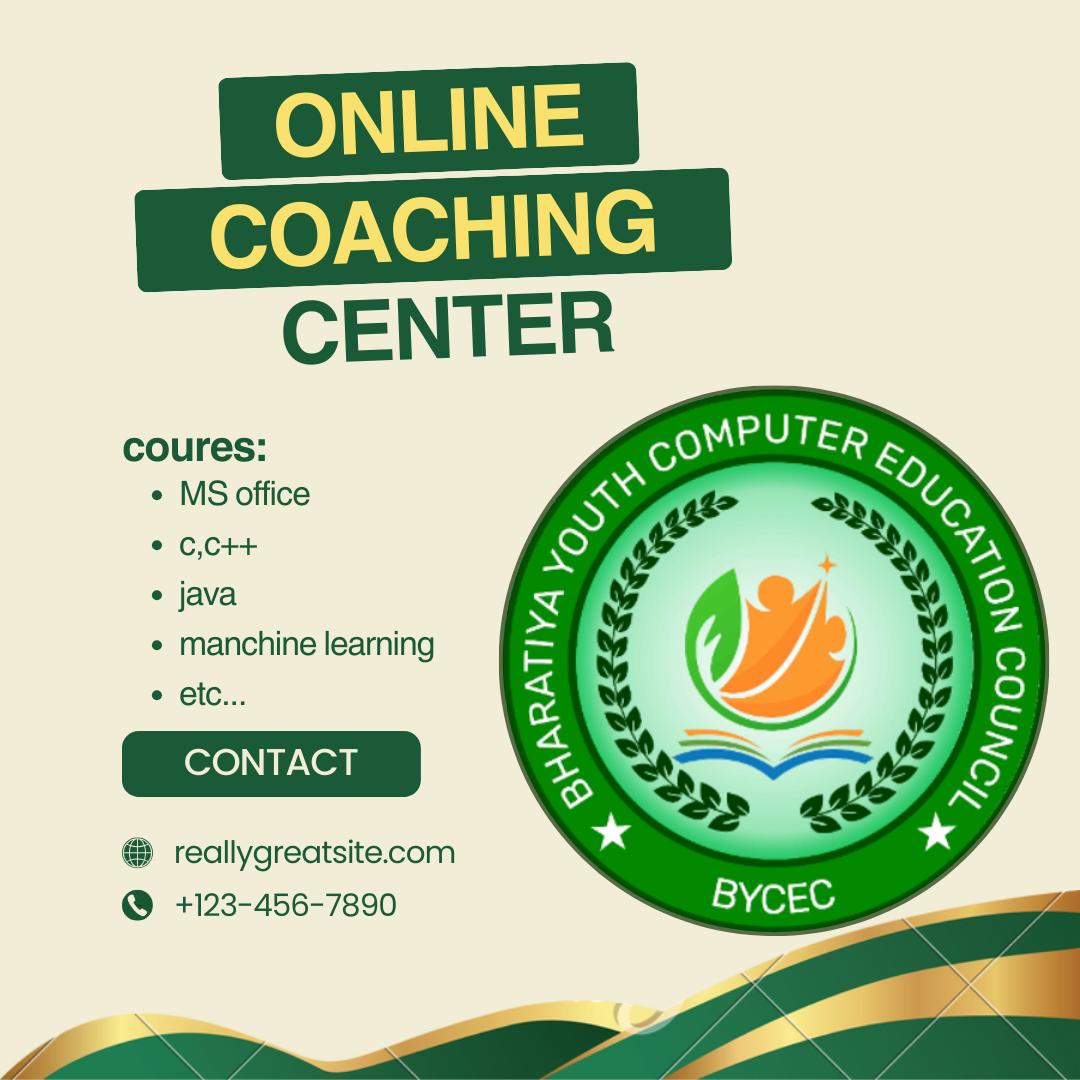 ONLINE
COACHING
CENTER
coures:
• MS office
• c,c++
• java
• manchine learning
• etc...
CONTACT
reallygreatsite.com
+123-456-7890
BHARATIYA YOUTH COMPUTER EDUCATION COUNCIL
BYCEC